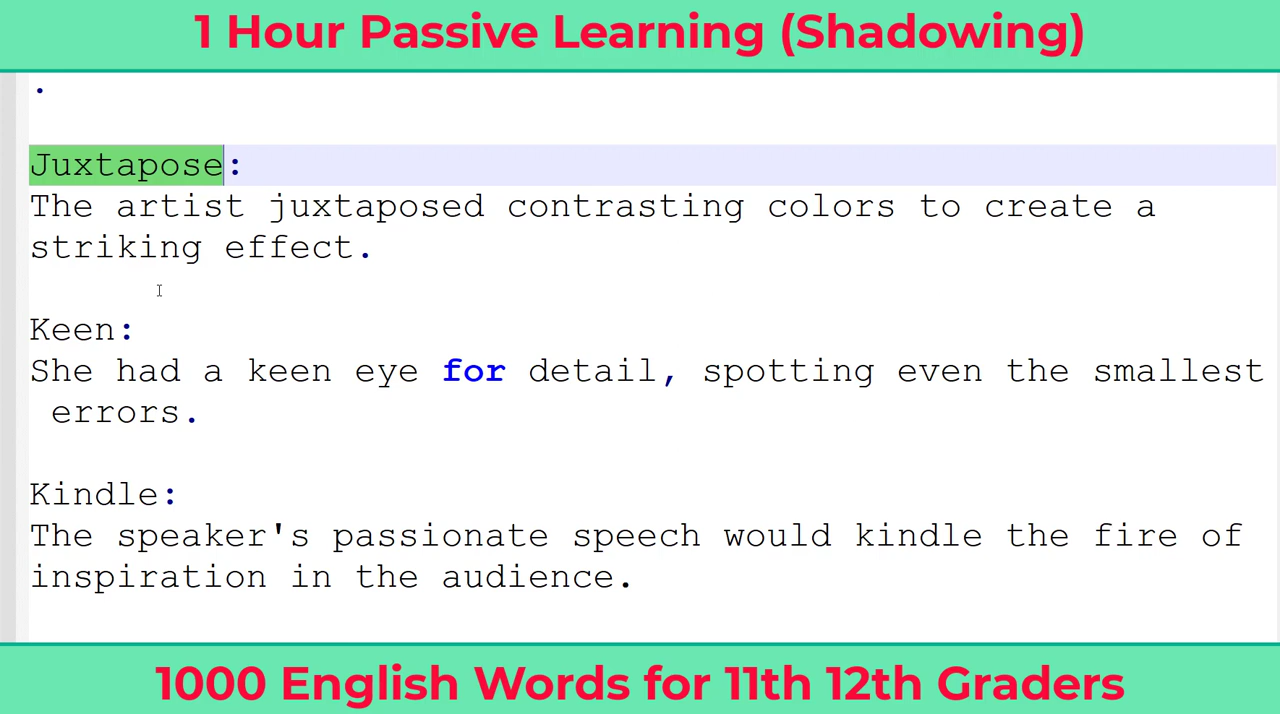 1 Hour Passive Learning (Shadowing)
.
Juxtapose:
The artist juxtaposed contrasting colors to create a
striking effect.
Keen:
She had a keen eye for detail, spotting even the smallest
errors.
Kindle:
The speaker's passionate speech would kindle the fire of
inspiration in the audience.
1000 English Words for 11th 12th Graders